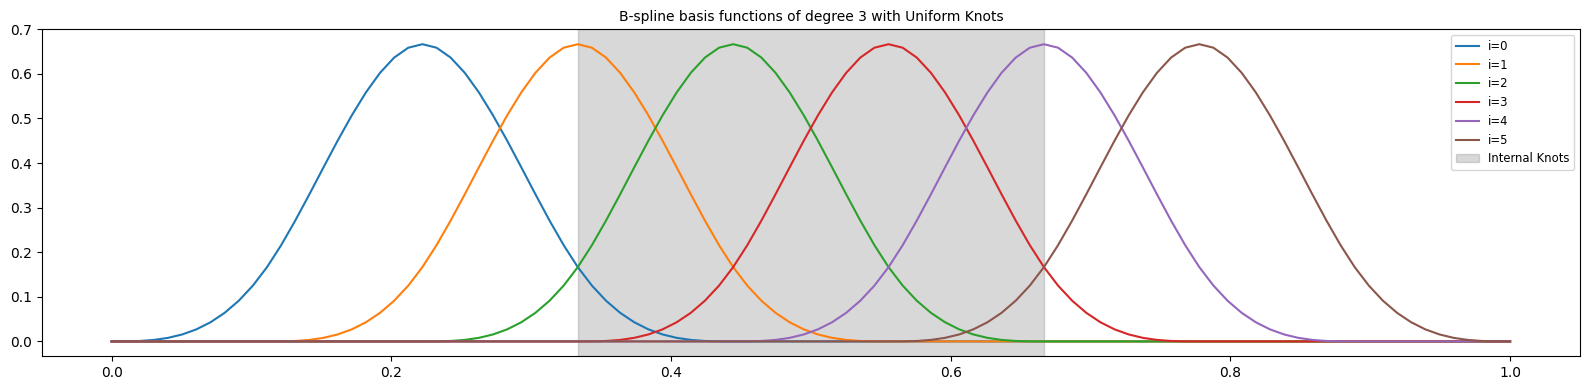 B-spline basis functions of degree 3 with Uniform Knots
0.7
0.6
0.5
0.4
0.3
0.2
0.1
0.0
0.0 0.2 0.4 0.6 0.8 1.0
i=0
i=1
i=2
i=3
i=4
i=5
Internal Knots